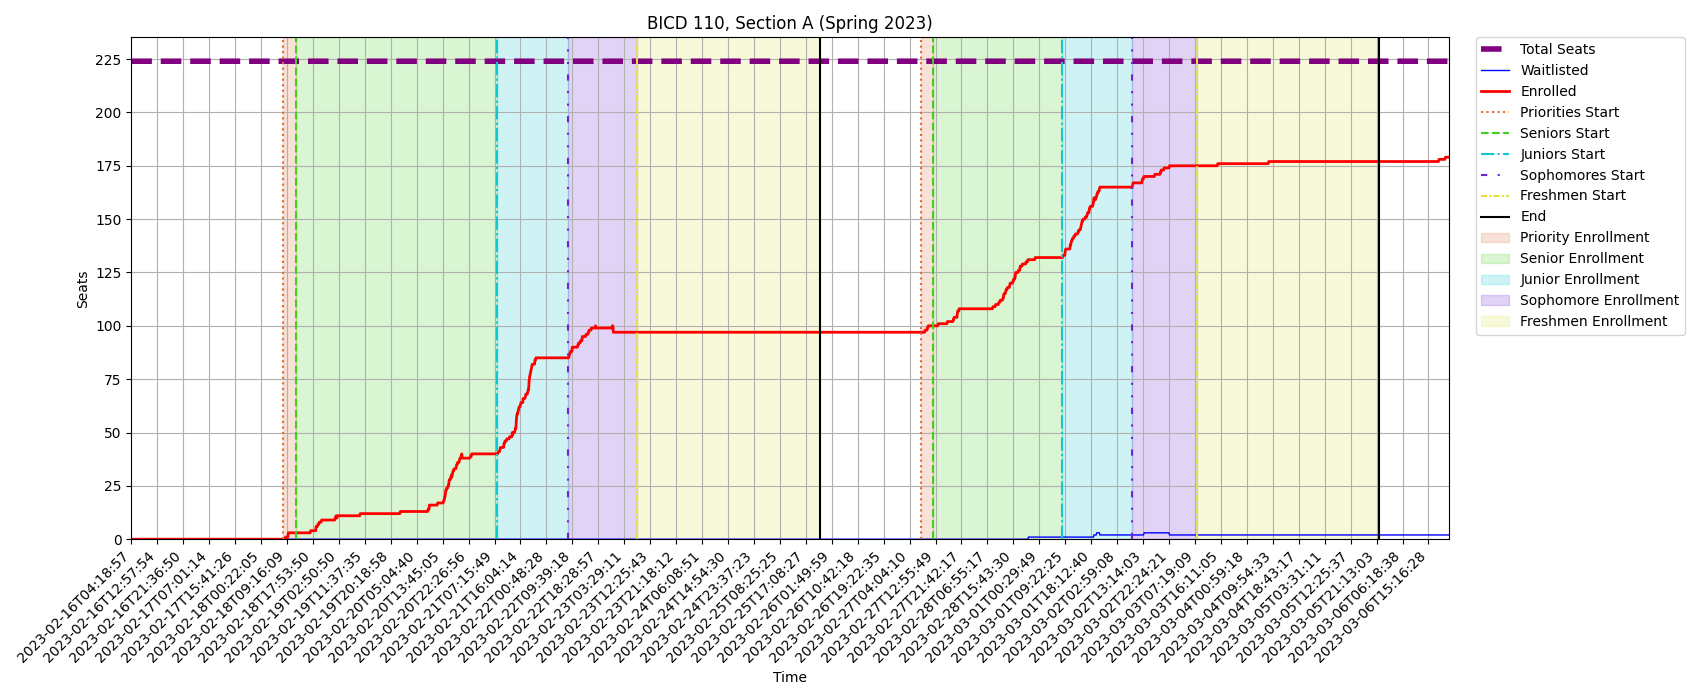 BICD 110, Section A (Spring 2023)
Seats
225
200
175
150
125
100
75
50
25
0
2023-02-16T04:18:57
2023-02-16T12:57:54
2023-02-16T21:36:50
2023-02-17T07:01:14
2023-02-17T15:41:26
2023-02-18T00:22:05
2023-02-18T09:16:09
2023-02-18T17:53:50
2023-02-19T02:50:50
2023-02-19T11:37:35
2023-02-19T20:18:58
2023-02-20T05:04:40
2023-02-20T13:45:05
2023-02-20T22:26:56
2023-02-21T07:15:49
2023-02-21T16:04:14
2023-02-22T00:48:28
2023-02-22T09:39:18
2023-02-22T18:28:57
2023-02-23T03:29:11
2023-02-23T12:25:43
2023-02-23T21:18:12
2023-02-24T06:08:51
2023-02-24T14:54:30
2023-02-24T23:37:23
2023-02-25T08:25:25
2023-02-25T17:08:27
2023-02-26T01:49:59
2023-02-26T10:42:18
2023-02-26T19:22:35
2023-02-27T04:04:10
2023-02-27T12:55:49
2023-02-27T21:42:17
2023-02-28T06:55:17
2023-02-28T15:43:30
2023-03-01T00:29:49
2023-03-01T09:22:25
2023-03-01T18:12:40
2023-03-02T02:59:08
2023-03-02T13:14:03
2023-03-02T22:24:21
2023-03-03T07:19:09
2023-03-03T16:11:05
2023-03-04T00:59:18
2023-03-04T09:54:33
2023-03-04T18:43:17
2023-03-05T03:31:11
2023-03-05T12:25:37
2023-03-05T21:13:03
2023-03-06T06:18:38
2023-03-06T15:16:28
Time
Total Seats
Waitlisted
Enrolled
Priorities Start
Seniors Start
Juniors Start
Sophomores Start
Freshmen Start
End
Priority Enrollment
Senior Enrollment
Junior Enrollment
Sophomore Enrollment
Freshmen Enrollment